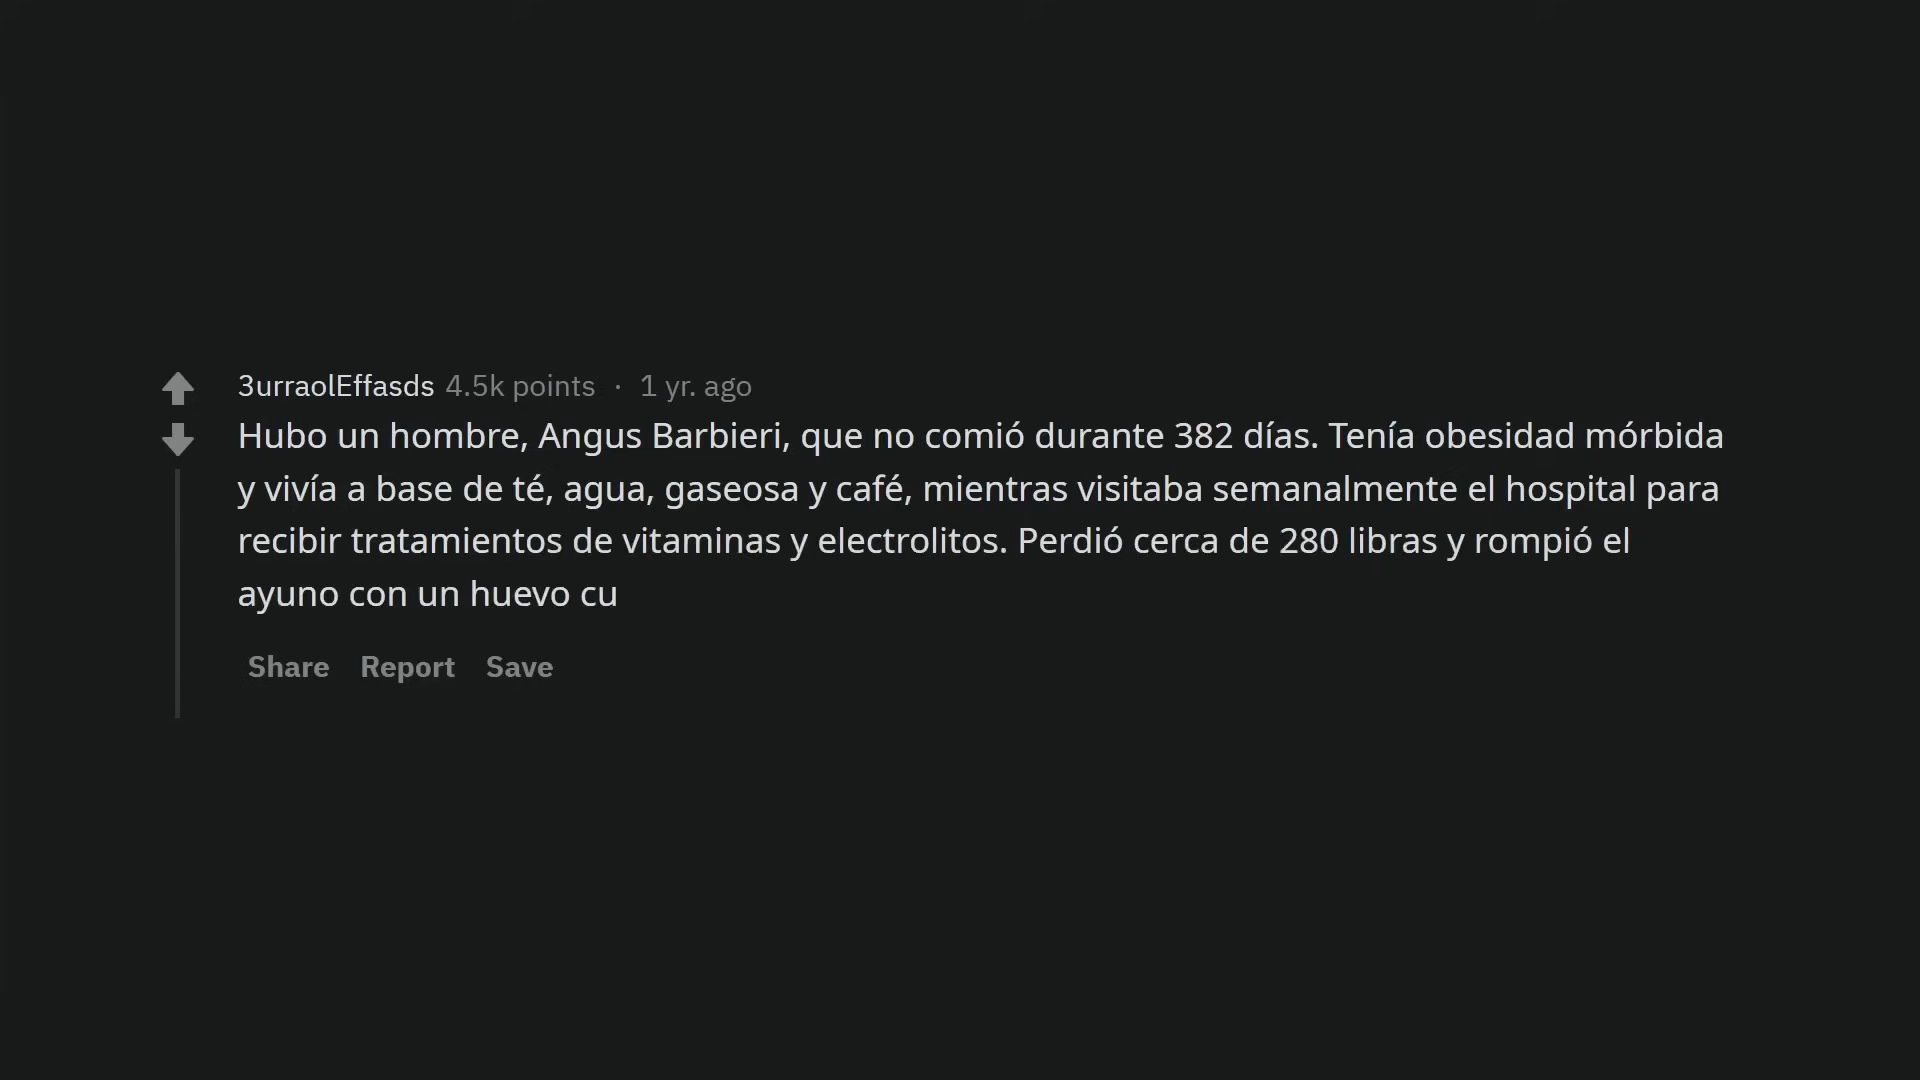 3urraolEffasds 4.5k points · 1 yr. ago
Hubo un hombre, Angus Barbieri, que no comió durante 382 días. Tenía obesidad mórbida
y vivía a base de té, agua, gaseosa y café, mientras visitaba semanalmente el hospital para
recibir tratamientos de vitaminas y electrolitos. Perdió cerca de 280 libras y rompió el
ayuno con un huevo cu
Share Report Save